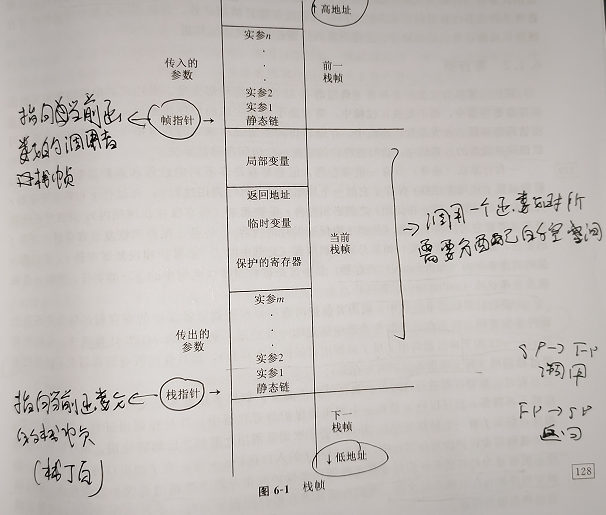 ↑高地址
实参n
传入的
参数
前一
栈帧
实参2
实参1
静态链
帧指针 →
指向当前函
数的调用者
栈帧
局部变量
返回地址
临时变量
保护的寄存器
当前
栈帧
→调用一个函数时所
需要分配的空间
实参m
传出的
参数
实参2
实参1
静态链
栈指针 →
指向当前函数
(栈顶)
SP→FP
调用
FP→SP
返回
下一
栈帧
↓低地址
图 6-1 栈帧
128